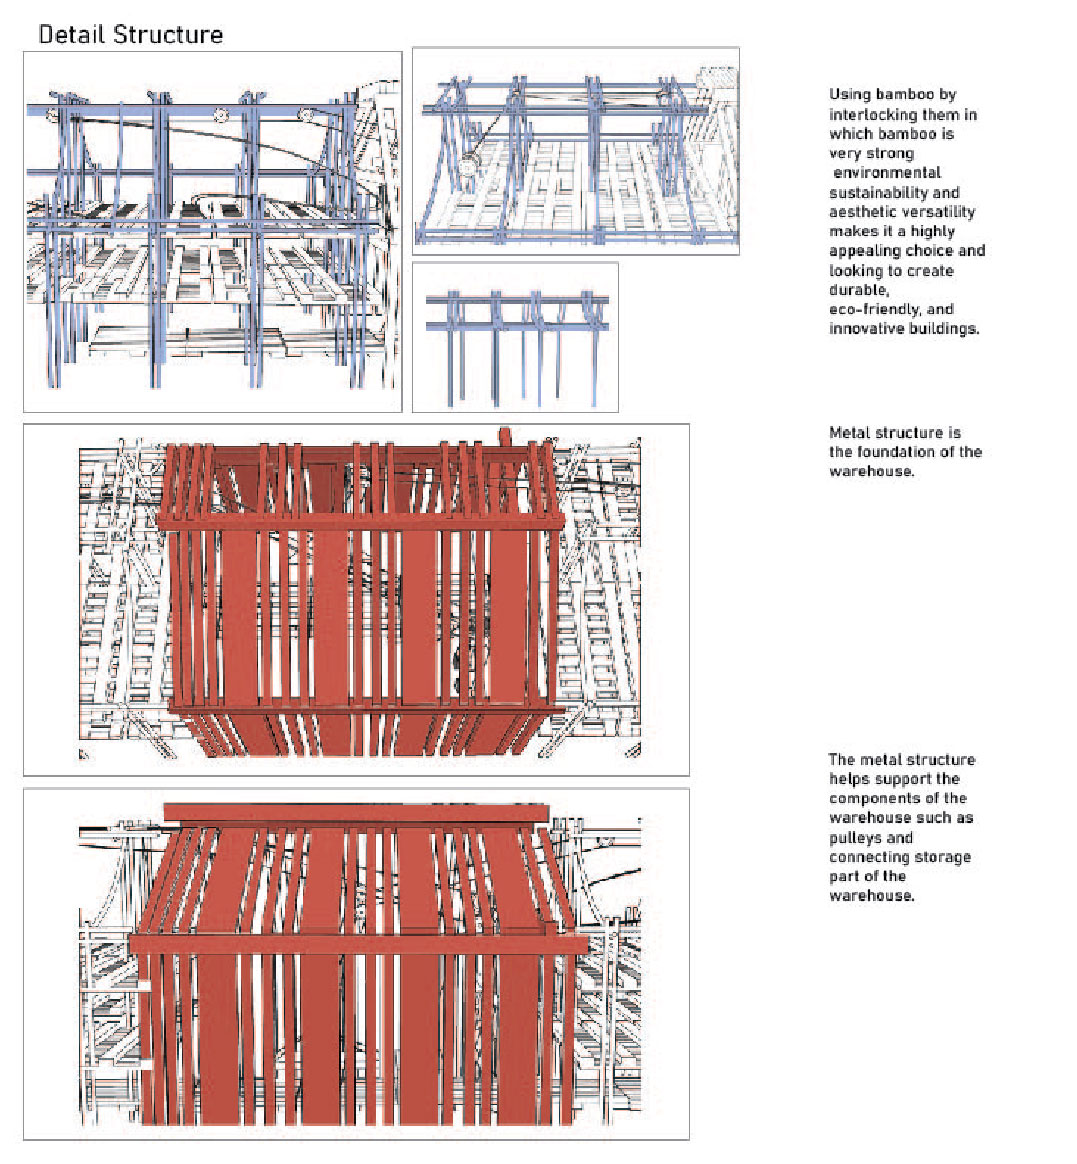 Detail Structure
Using bamboo by
interlocking them in
which bamboo is
very strong
environmental
sustainability and
aesthetic versatility
makes it a highly
appealing choice and
looking to create
durable,
eco-friendly, and
innovative buildings.
Metal structure is
the foundation of the
warehouse.
The metal structure
helps support the
components of the
warehouse such as
pulleys and
connecting storage
part of the
warehouse.